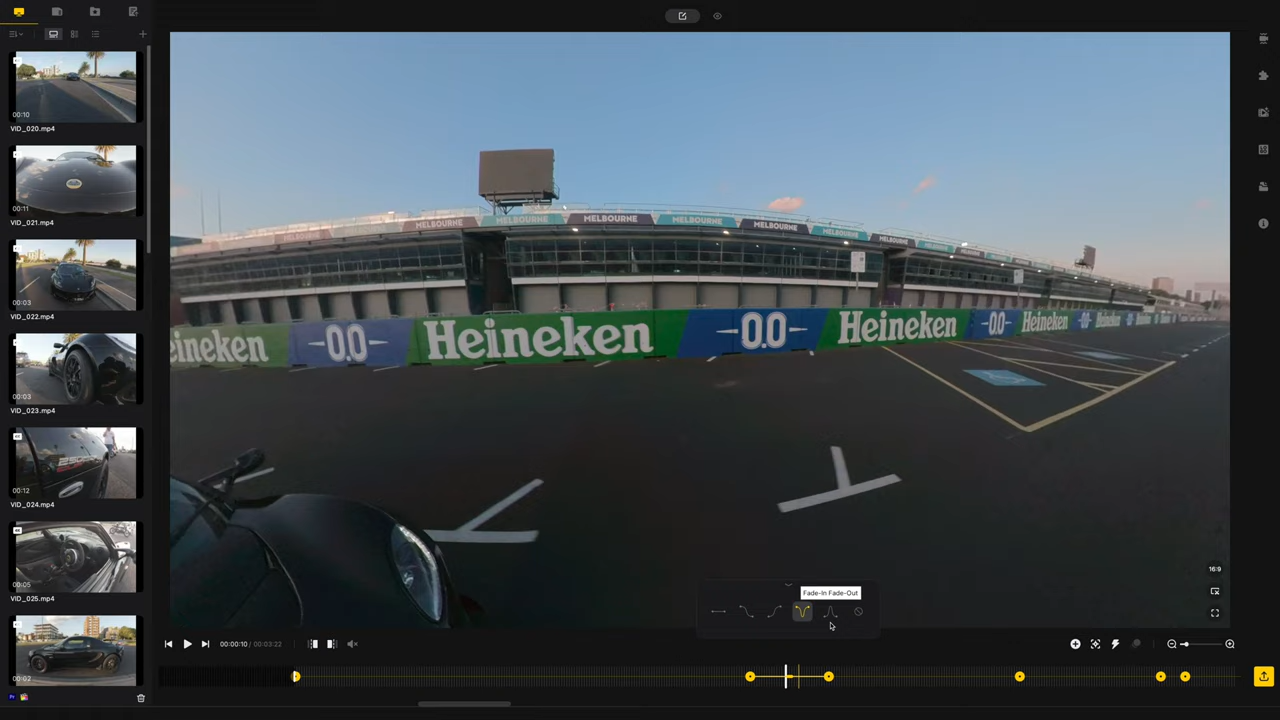 00:10
VID_020.mp4
00:11
VID_021.mp4
00:03
VID_022.mp4
00:03
VID_023.mp4
00:12
VID_024.mp4
00:05
VID_025.mp4
00:02
MELBOURNE MELBOURNE MELBOURNE MELBOURNE MELBOURNE MELBOURNE
Heineken 0.0 Heineken 0.0 Heineken 0.0 Heineken
16:9
Fade-In Fade-Out
00:00:10 / 00:03:22
Pr